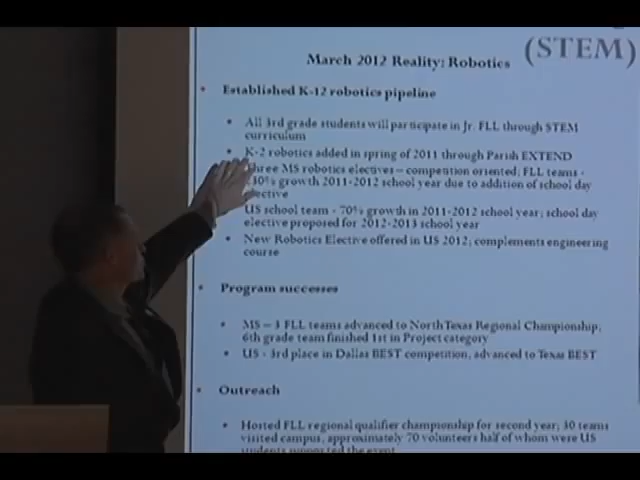 (STEM)
March 2012 Reality: Robotics
Established K-12 robotics pipeline
All 3rd grade students will participate in Jr. FLL through STEM
curriculum
K-2 robotics added in spring of 2011 through Parish EXTEND
Three MS robotics electives – competition oriented; FLL teams -
growth 2011-2012 school year due to addition of school day
elective
US school team - 70% growth in 2011-2012 school year; school day
elective proposed for 2012-2013 school year
New Robotics Elective offered in US 2012; complements engineering
course
Program successes
MS – 3 FLL teams advanced to North Texas Regional Championship,
6th grade team finished 1st in Project category
US - 3rd place in Dallas BEST competition, advanced to Texas BEST
Outreach
Hosted FLL regional qualifier championship for second year; 30 teams
visited campus, approximately 70 volunteers half of whom were US
students supported the event